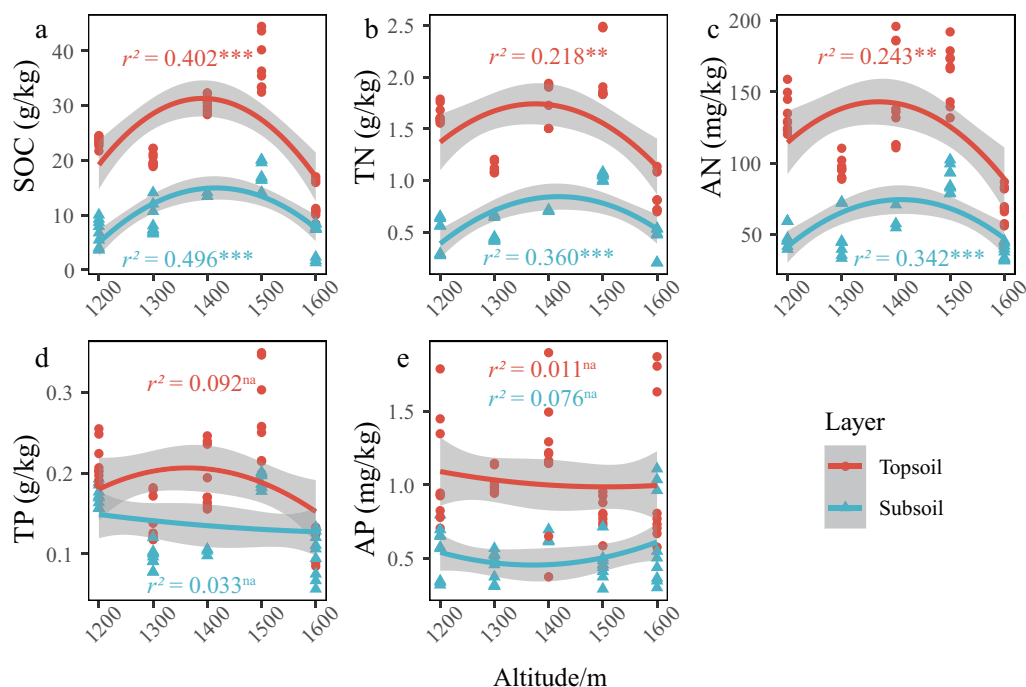 a
r² = 0.402***
r² = 0.496***
SOC (g/kg)
40
30
20
10
0
1200
1300
1400
1500
1600
b
r² = 0.218**
r² = 0.360***
TN (g/kg)
2.5
2.0
1.5
1.0
0.5
1200
1300
1400
1500
1600
c
r² = 0.243**
r² = 0.342***
AN (mg/kg)
200
150
100
50
1200
1300
1400
1500
1600
d
r² = 0.092ⁿᵃ
r² = 0.033ⁿᵃ
TP (g/kg)
0.3
0.2
0.1
1200
1300
1400
1500
1600
e
r² = 0.011ⁿᵃ
r² = 0.076ⁿᵃ
AP (mg/kg)
1.5
1.0
0.5
1200
1300
1400
1500
1600
Layer
Topsoil
Subsoil
Altitude/m